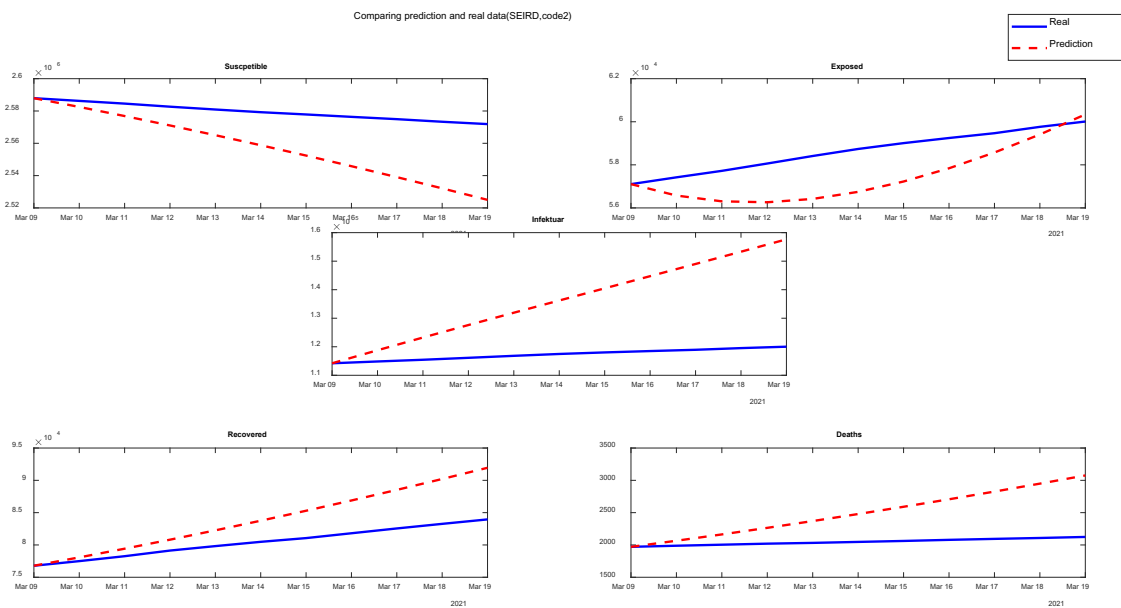 Comparing prediction and real data(SEIRD,code2)
Real
Prediction
Suscpetible
× 10 6
2.6
2.58
2.56
2.54
2.52
Mar 09 Mar 10 Mar 11 Mar 12 Mar 13 Mar 14 Mar 15 Mar 16 Mar 17 Mar 18 Mar 19
Exposed
× 10 4
6.2
6
5.8
5.6
Mar 09 Mar 10 Mar 11 Mar 12 Mar 13 Mar 14 Mar 15 Mar 16 Mar 17 Mar 18 Mar 19
2021
Infektuar
× 10
1.6
1.5
1.4
1.3
1.2
1.1
Mar 09 Mar 10 Mar 11 Mar 12 Mar 13 Mar 14 Mar 15 Mar 16 Mar 17 Mar 18 Mar 19
2021
Recovered
× 10 4
9.5
9
8.5
8
7.5
Mar 09 Mar 10 Mar 11 Mar 12 Mar 13 Mar 14 Mar 15 Mar 16 Mar 17 Mar 18 Mar 19
2021
Deaths
3500
3000
2500
2000
1500
Mar 09 Mar 10 Mar 11 Mar 12 Mar 13 Mar 14 Mar 15 Mar 16 Mar 17 Mar 18 Mar 19
2021